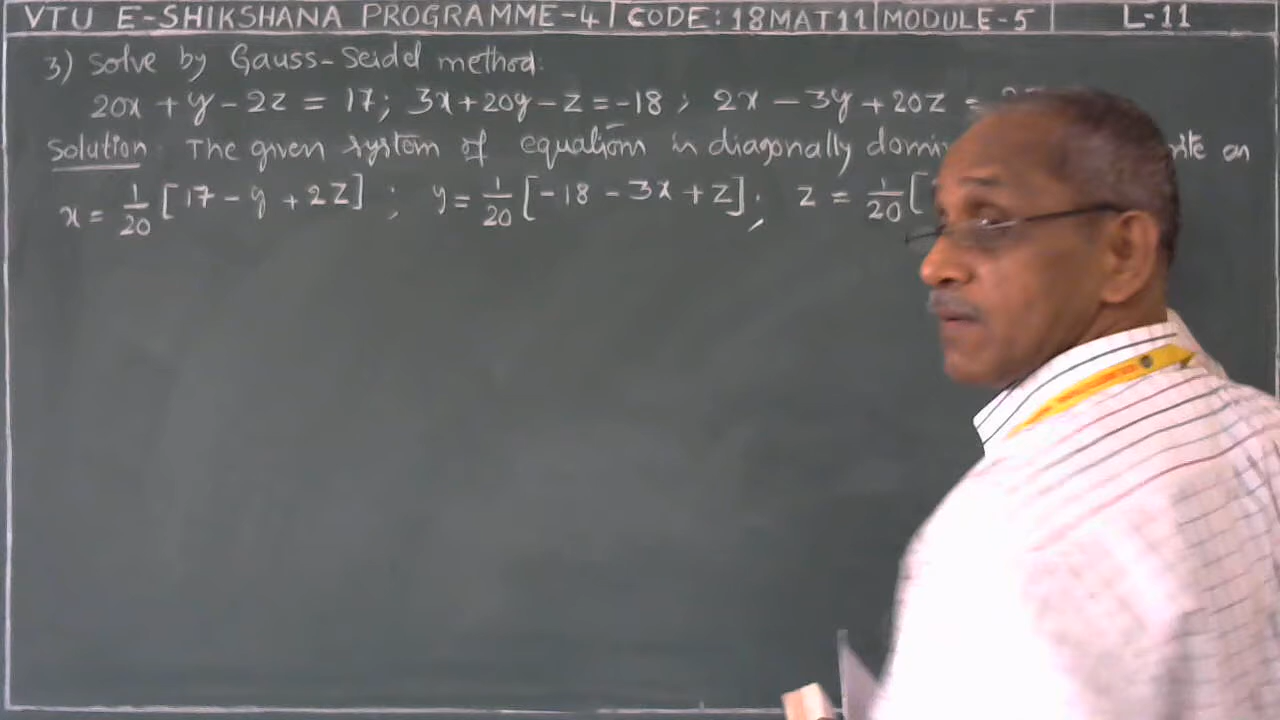 VTU E-SHIKSHANA PROGRAMME-4 | CODE: 18MAT11 | MODULE-5 | L-11
3) Solve by Gauss-Seidel method:
20x + y - 2z = 17; 3x + 20y - z = -18; 2x - 3y + 20z =
Solution: The given system of equations in diagonally an
x = 1/20 [17 - y + 2z]; y = 1/20 [-18 - 3x + z]; z = 1/20 [